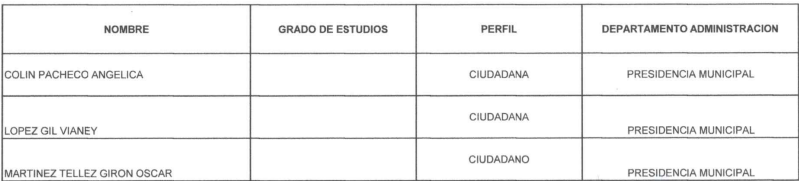 NOMBRE GRADO DE ESTUDIOS PERFIL DEPARTAMENTO ADMINISTRACION
COLIN PACHECO ANGELICA CIUDADANA PRESIDENCIA MUNICIPAL
LOPEZ GIL VIANEY CIUDADANA PRESIDENCIA MUNICIPAL
MARTINEZ TELLEZ GIRON OSCAR CIUDADANO PRESIDENCIA MUNICIPAL